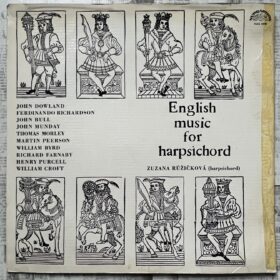 SUPRAPHON
JOHN DOWLAND
FERDINANDO RICHARDSON
JOHN BULL
JOHN MUNDAY
THOMAS MORLEY
MARTIN PEERSON
WILLIAM BYRD
RICHARD FARNABY
HENRY PURCELL
WILLIAM CROFT
English
music
for
harpsichord
ZUZANA RŮŽIČKOVÁ (harpsichord)